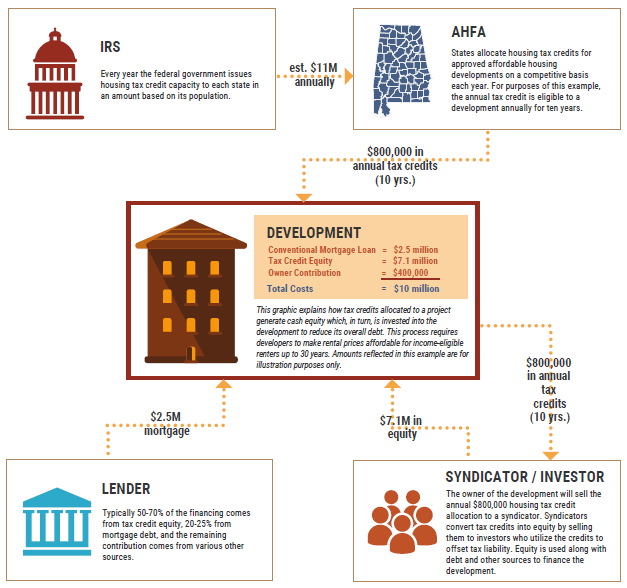 IRS
Every year the federal government issues
housing tax credit capacity to each state in
an amount based on its population.
est. $11M
annually
AHFA
States allocate housing tax credits for
approved affordable housing
developments on a competitive basis
each year. For purposes of this example,
the annual tax credit is eligible to a
development annually for ten years.
$800,000 in
annual tax credits
(10 yrs.)
DEVELOPMENT
Conventional Mortgage Loan = $2.5 million
Tax Credit Equity = $7.1 million
Owner Contribution = $400,000
Total Costs = $10 million
This graphic explains how tax credits allocated to a project
generate cash equity which, in turn, is invested into the
development to reduce its overall debt. This process requires
developers to make rental prices affordable for income-eligible
renters up to 30 years. Amounts reflected in this example are for
illustration purposes only.
$800,000
in annual
tax
credits
(10 yrs.)
$2.5M
mortgage
$7.1M in
equity
LENDER
Typically 50-70% of the financing comes
from tax credit equity, 20-25% from
mortgage debt, and the remaining
contribution comes from various other
sources.
SYNDICATOR / INVESTOR
The owner of the development will sell the
annual $800,000 housing tax credit
allocation to a syndicator. Syndicators
convert tax credits into equity by selling
them to investors who utilize the credits to
offset tax liability. Equity is used along with
debt and other sources to finance the
development.